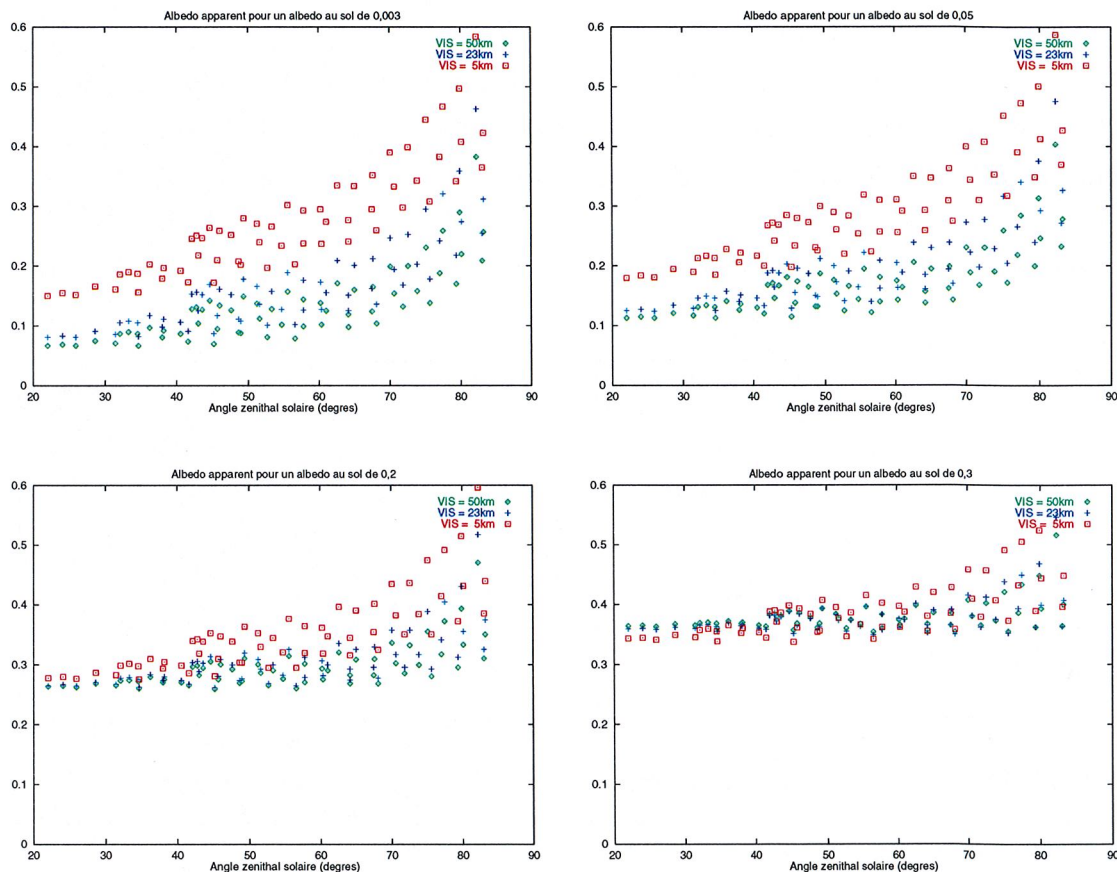 Albedo apparent pour un albedo au sol de 0,003
0.6
VIS = 50km
VIS = 23km
VIS = 5km
0.5
0.4
0.3
0.2
0.1
0
20 30 40 50 60 70 80 90
Angle zenithal solaire (degres)
Albedo apparent pour un albedo au sol de 0,05
0.6
VIS = 50km
VIS = 23km
VIS = 5km
0.5
0.4
0.3
0.2
0.1
0
20 30 40 50 60 70 80 90
Angle zenithal solaire (degres)
Albedo apparent pour un albedo au sol de 0,2
0.6
VIS = 50km
VIS = 23km
VIS = 5km
0.5
0.4
0.3
0.2
0.1
0
20 30 40 50 60 70 80 90
Angle zenithal solaire (degres)
Albedo apparent pour un albedo au sol de 0,3
0.6
VIS = 50km
VIS = 23km
VIS = 5km
0.5
0.4
0.3
0.2
0.1
0
20 30 40 50 60 70 80 90
Angle zenithal solaire (degres)